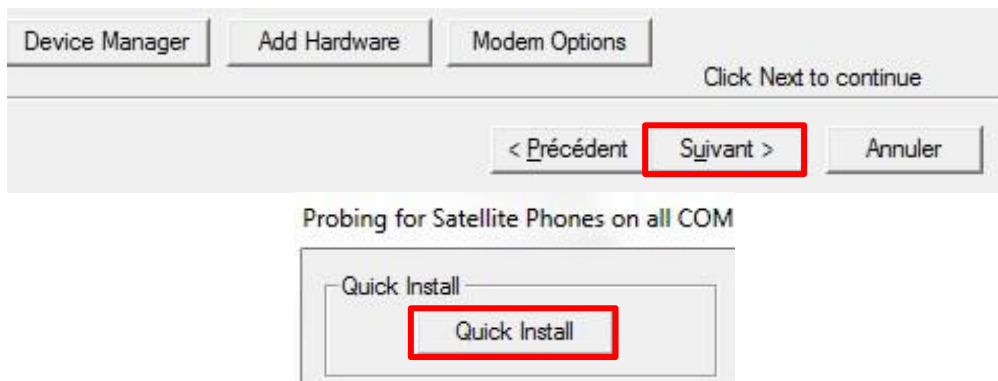 Device Manager Add Hardware Modem Options
Click Next to continue
< Précédent Suivant > Annuler
Probing for Satellite Phones on all COM
Quick Install
Quick Install